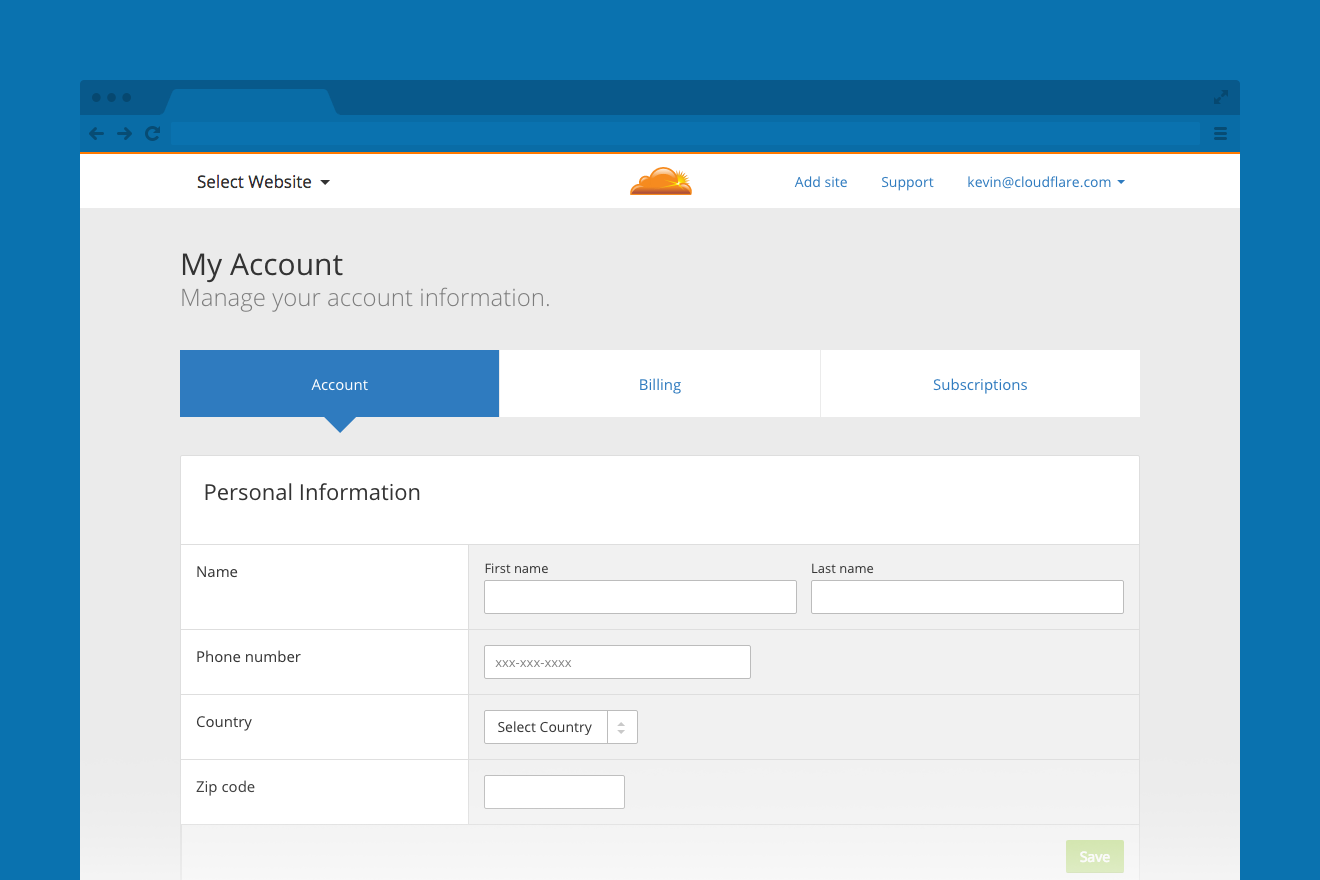 Select Website
Add site
Support
kevin@cloudflare.com
My Account
Manage your account information.
Account
Billing
Subscriptions
Personal Information
Name
First name
Last name
Phone number
xxx-xxx-xxxx
Country
Select Country
Zip code
Save